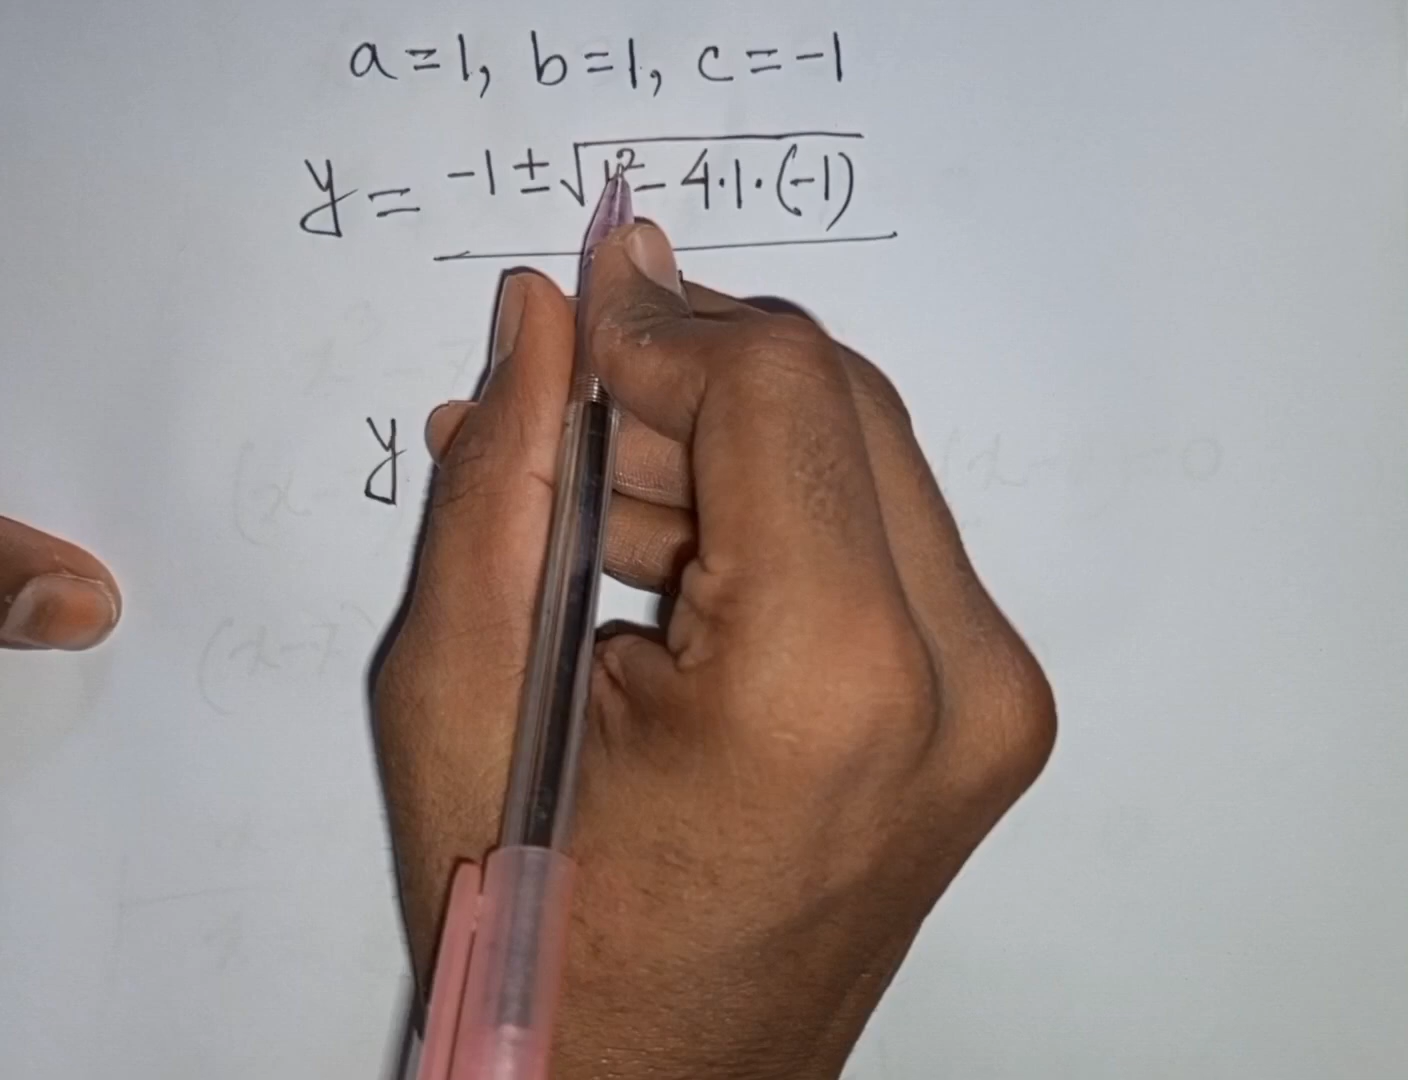 a = 1, b = 1, c = -1
y = -1 ± √1² - 4·1·(-1)
y